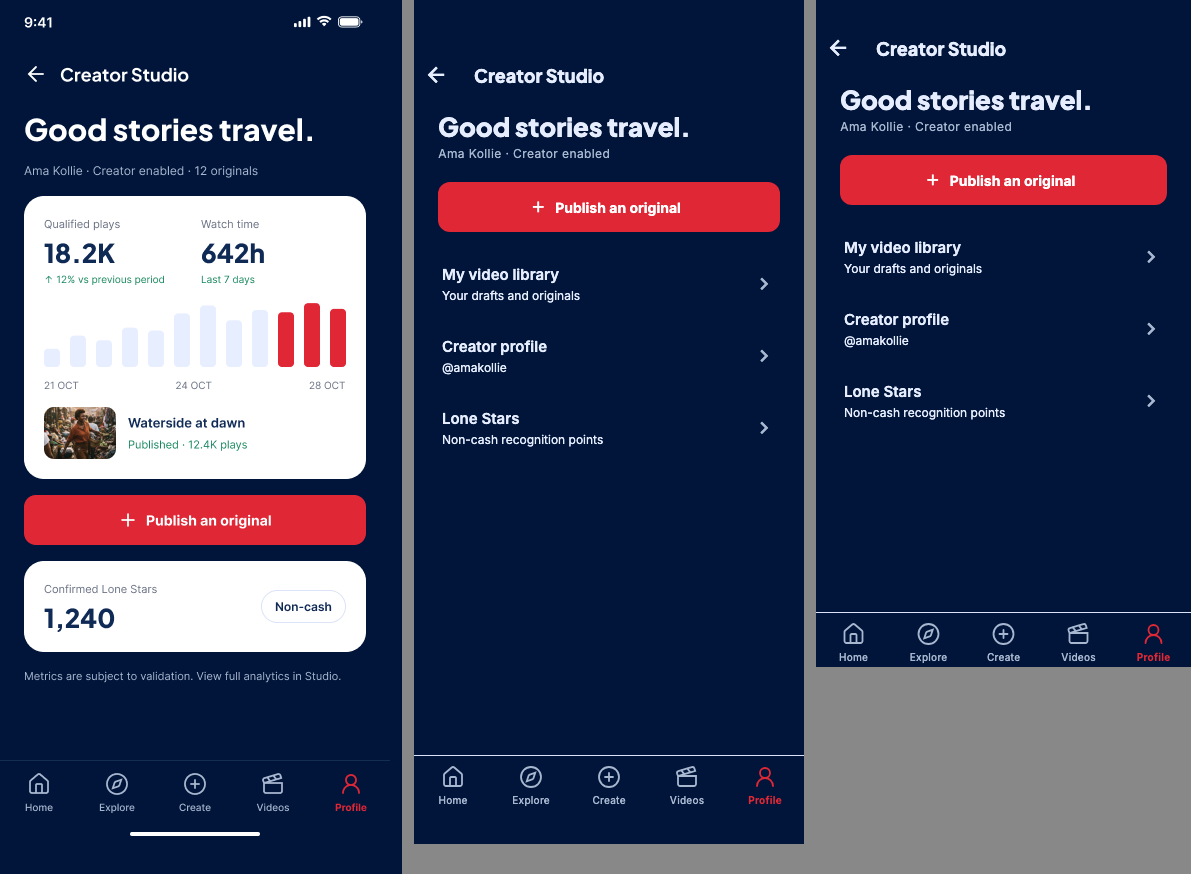 9:41
Creator Studio
Good stories travel.
Ama Kollie · Creator enabled · 12 originals
Qualified plays
Watch time
18.2K
642h
↑ 12% vs previous period
Last 7 days
21 OCT
24 OCT
28 OCT
Waterside at dawn
Published · 12.4K plays
+ Publish an original
Confirmed Lone Stars
1,240
Non-cash
Metrics are subject to validation. View full analytics in Studio.
Home
Explore
Create
Videos
Profile
Creator Studio
Good stories travel.
Ama Kollie · Creator enabled
+ Publish an original
My video library
Your drafts and originals
Creator profile
@amakollie
Lone Stars
Non-cash recognition points
Home
Explore
Create
Videos
Profile
Creator Studio
Good stories travel.
Ama Kollie · Creator enabled
+ Publish an original
My video library
Your drafts and originals
Creator profile
@amakollie
Lone Stars
Non-cash recognition points
Home
Explore
Create
Videos
Profile